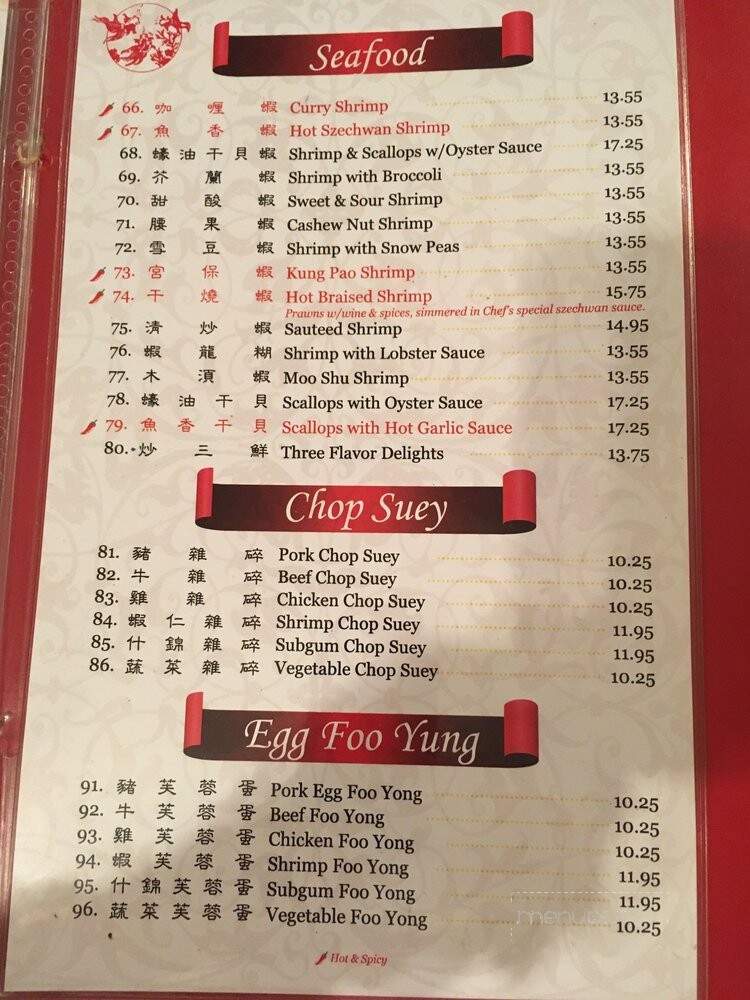 Seafood
66. 咖喱蝦 Curry Shrimp 13.55
67. 魚香蝦 Hot Szechwan Shrimp 13.55
68. 蠔油干貝蝦 Shrimp & Scallops w/Oyster Sauce 17.25
69. 芥蘭蝦 Shrimp with Broccoli 13.55
70. 甜酸蝦 Sweet & Sour Shrimp 13.55
71. 腰果蝦 Cashew Nut Shrimp 13.55
72. 雪豆蝦 Shrimp with Snow Peas 13.55
73. 宮保蝦 Kung Pao Shrimp 13.55
74. 干燒蝦 Hot Braised Shrimp 15.75
Prawns w/wine & spices, simmered in Chef's special szechwan sauce.
75. 清炒蝦 Sauteed Shrimp 14.95
76. 蝦龍糊 Shrimp with Lobster Sauce 13.55
77. 木須蝦 Moo Shu Shrimp 13.55
78. 蠔油干貝 Scallops with Oyster Sauce 17.25
79. 魚香干貝 Scallops with Hot Garlic Sauce 17.25
80. 炒三鮮 Three Flavor Delights 13.75
Chop Suey
81. 豬雜碎 Pork Chop Suey 10.25
82. 牛雜碎 Beef Chop Suey 10.25
83. 雞雜碎 Chicken Chop Suey 10.25
84. 蝦仁雜碎 Shrimp Chop Suey 11.95
85. 什錦雜碎 Subgum Chop Suey 11.95
86. 蔬菜雜碎 Vegetable Chop Suey 10.25
Egg Foo Yung
91. 豬芙蓉蛋 Pork Egg Foo Yong 10.25
92. 牛芙蓉蛋 Beef Foo Yong 10.25
93. 雞芙蓉蛋 Chicken Foo Yong 10.25
94. 蝦芙蓉蛋 Shrimp Foo Yong 11.95
95. 什錦芙蓉蛋 Subgum Foo Yong 11.95
96. 蔬菜芙蓉蛋 Vegetable Foo Yong 10.25
Hot & Spicy